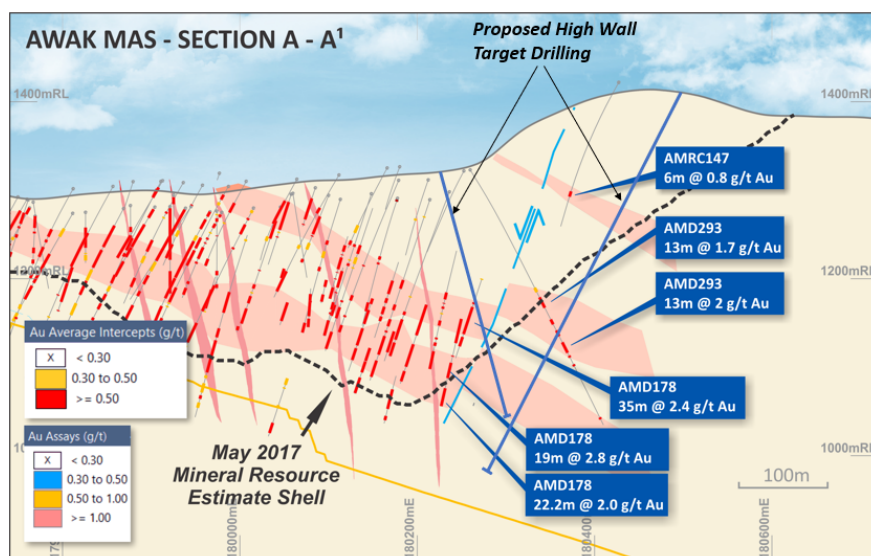 AWAK MAS - SECTION A - A¹
Proposed High Wall
Target Drilling
1400mRL
1400mRL
AMRC147
6m @ 0.8 g/t Au
AMD293
13m @ 1.7 g/t Au
1200mRL
1200mRL
AMD293
13m @ 2 g/t Au
Au Average Intercepts (g/t)
X < 0.30
0.30 to 0.50
>= 0.50
AMD178
35m @ 2.4 g/t Au
Au Assays (g/t)
X < 0.30
0.30 to 0.50
0.50 to 1.00
>= 1.00
May 2017
Mineral Resource
Estimate Shell
AMD178
19m @ 2.8 g/t Au
1000mRL
AMD178
22.2m @ 2.0 g/t Au
100m
180000mE
180200mE
180400mE
180600mE